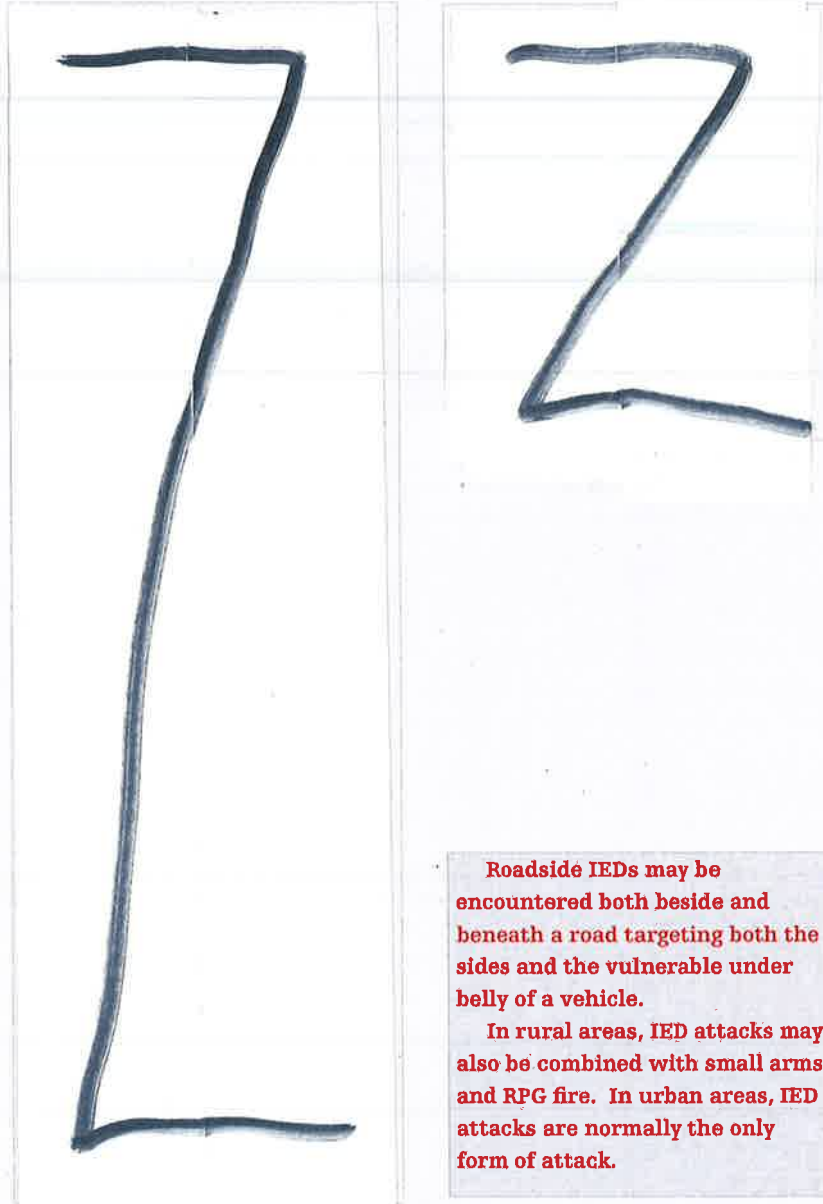 Roadside IEDs may be
encountered both beside and
beneath a road targeting both the
sides and the vulnerable under
belly of a vehicle.
In rural areas, IED attacks may
also be combined with small arms
and RPG fire.  In urban areas, IED
attacks are normally the only
form of attack.